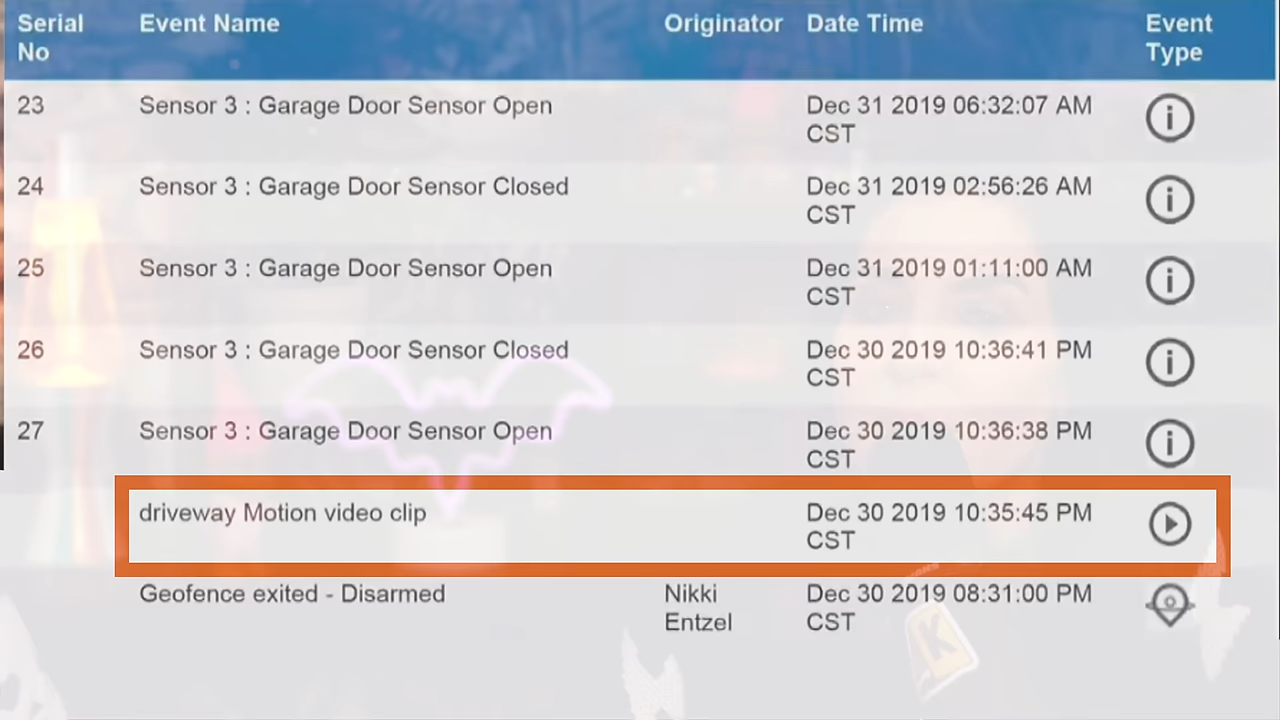 Serial No
Event Name
Originator
Date Time
Event Type
23
Sensor 3 : Garage Door Sensor Open
Dec 31 2019 06:32:07 AM
CST
24
Sensor 3 : Garage Door Sensor Closed
Dec 31 2019 02:56:26 AM
CST
25
Sensor 3 : Garage Door Sensor Open
Dec 31 2019 01:11:00 AM
CST
26
Sensor 3 : Garage Door Sensor Closed
Dec 30 2019 10:36:41 PM
CST
27
Sensor 3 : Garage Door Sensor Open
Dec 30 2019 10:36:38 PM
CST
driveway Motion video clip
Dec 30 2019 10:35:45 PM
CST
Geofence exited - Disarmed
Nikki
Entzel
Dec 30 2019 08:31:00 PM
CST
K